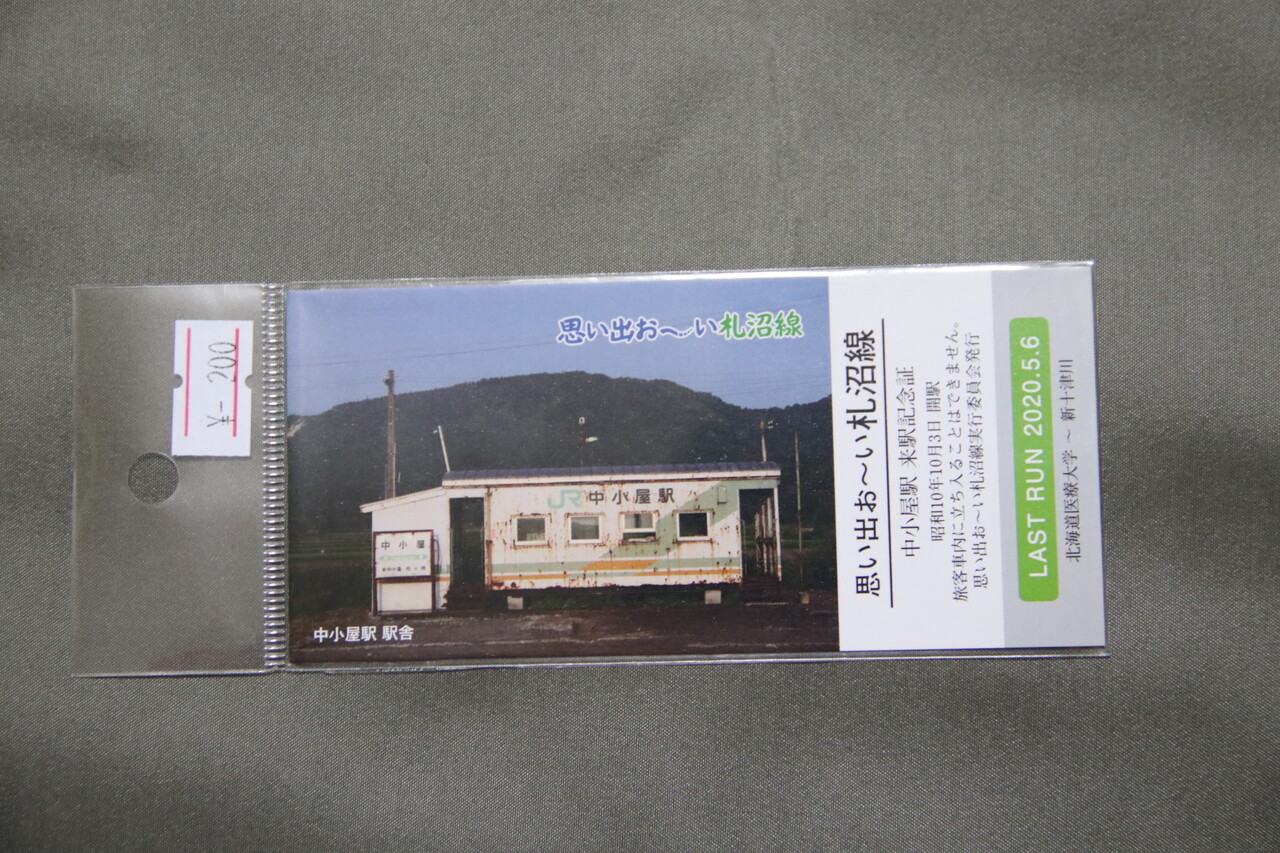 ¥-200
思い出お～い札沼線
JR中小屋駅
中小屋
中小屋駅 駅舎
思い出お～い札沼線
中小屋駅 来駅記念証
昭和10年10月3日 開駅
旅客車内に立ち入ることはできません。
思い出お～い札沼線実行委員会発行
LAST RUN 2020.5.6
北海道医療大学 ～ 新十津川